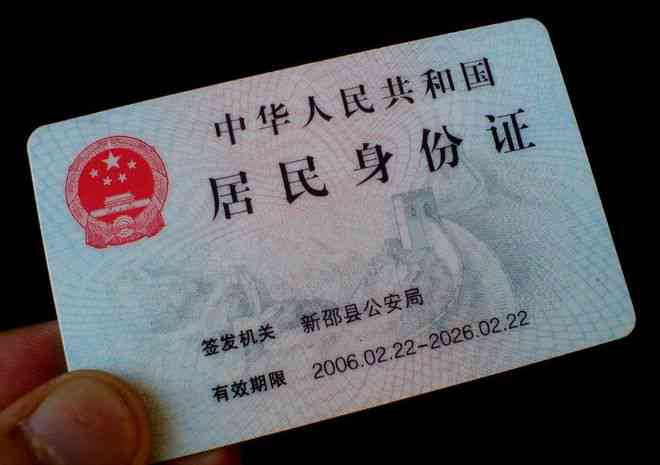 中华人民共和国
居民身份证
签发机关 新邵县公安局
有效期限 2006.02.22-2026.02.22